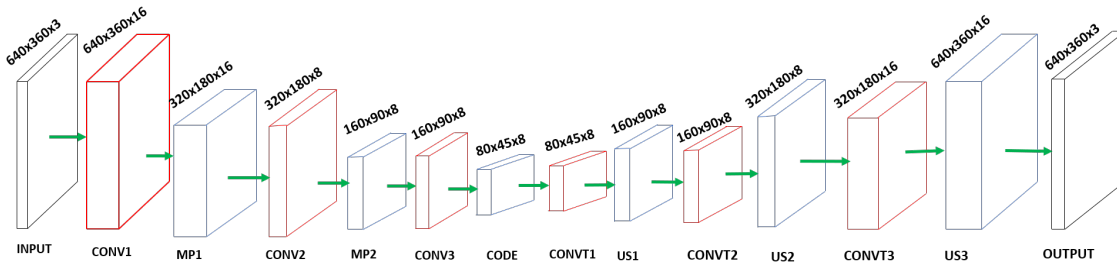 640x360x3
640x360x16
320x180x16
320x180x8
160x90x8
160x90x8
80x45x8
80x45x8
160x90x8
160x90x8
320x180x8
320x180x16
640x360x16
640x360x3
INPUT
CONV1
MP1
CONV2
MP2
CONV3
CODE
CONVT1
US1
CONVT2
US2
CONVT3
US3
OUTPUT